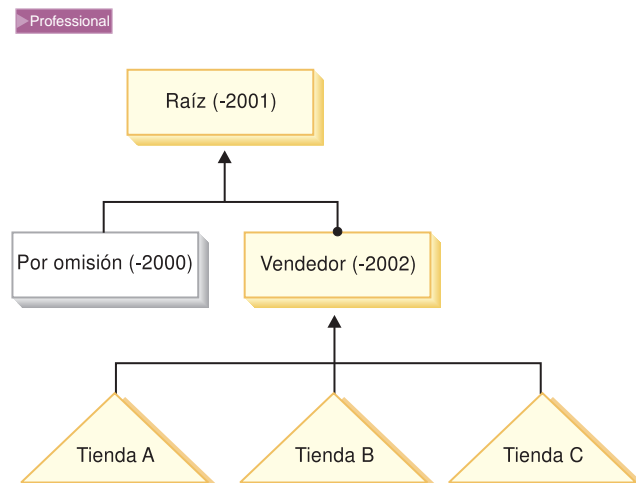 Professional
Raíz (-2001)
Por omisión (-2000)
Vendedor (-2002)
Tienda A
Tienda B
Tienda C